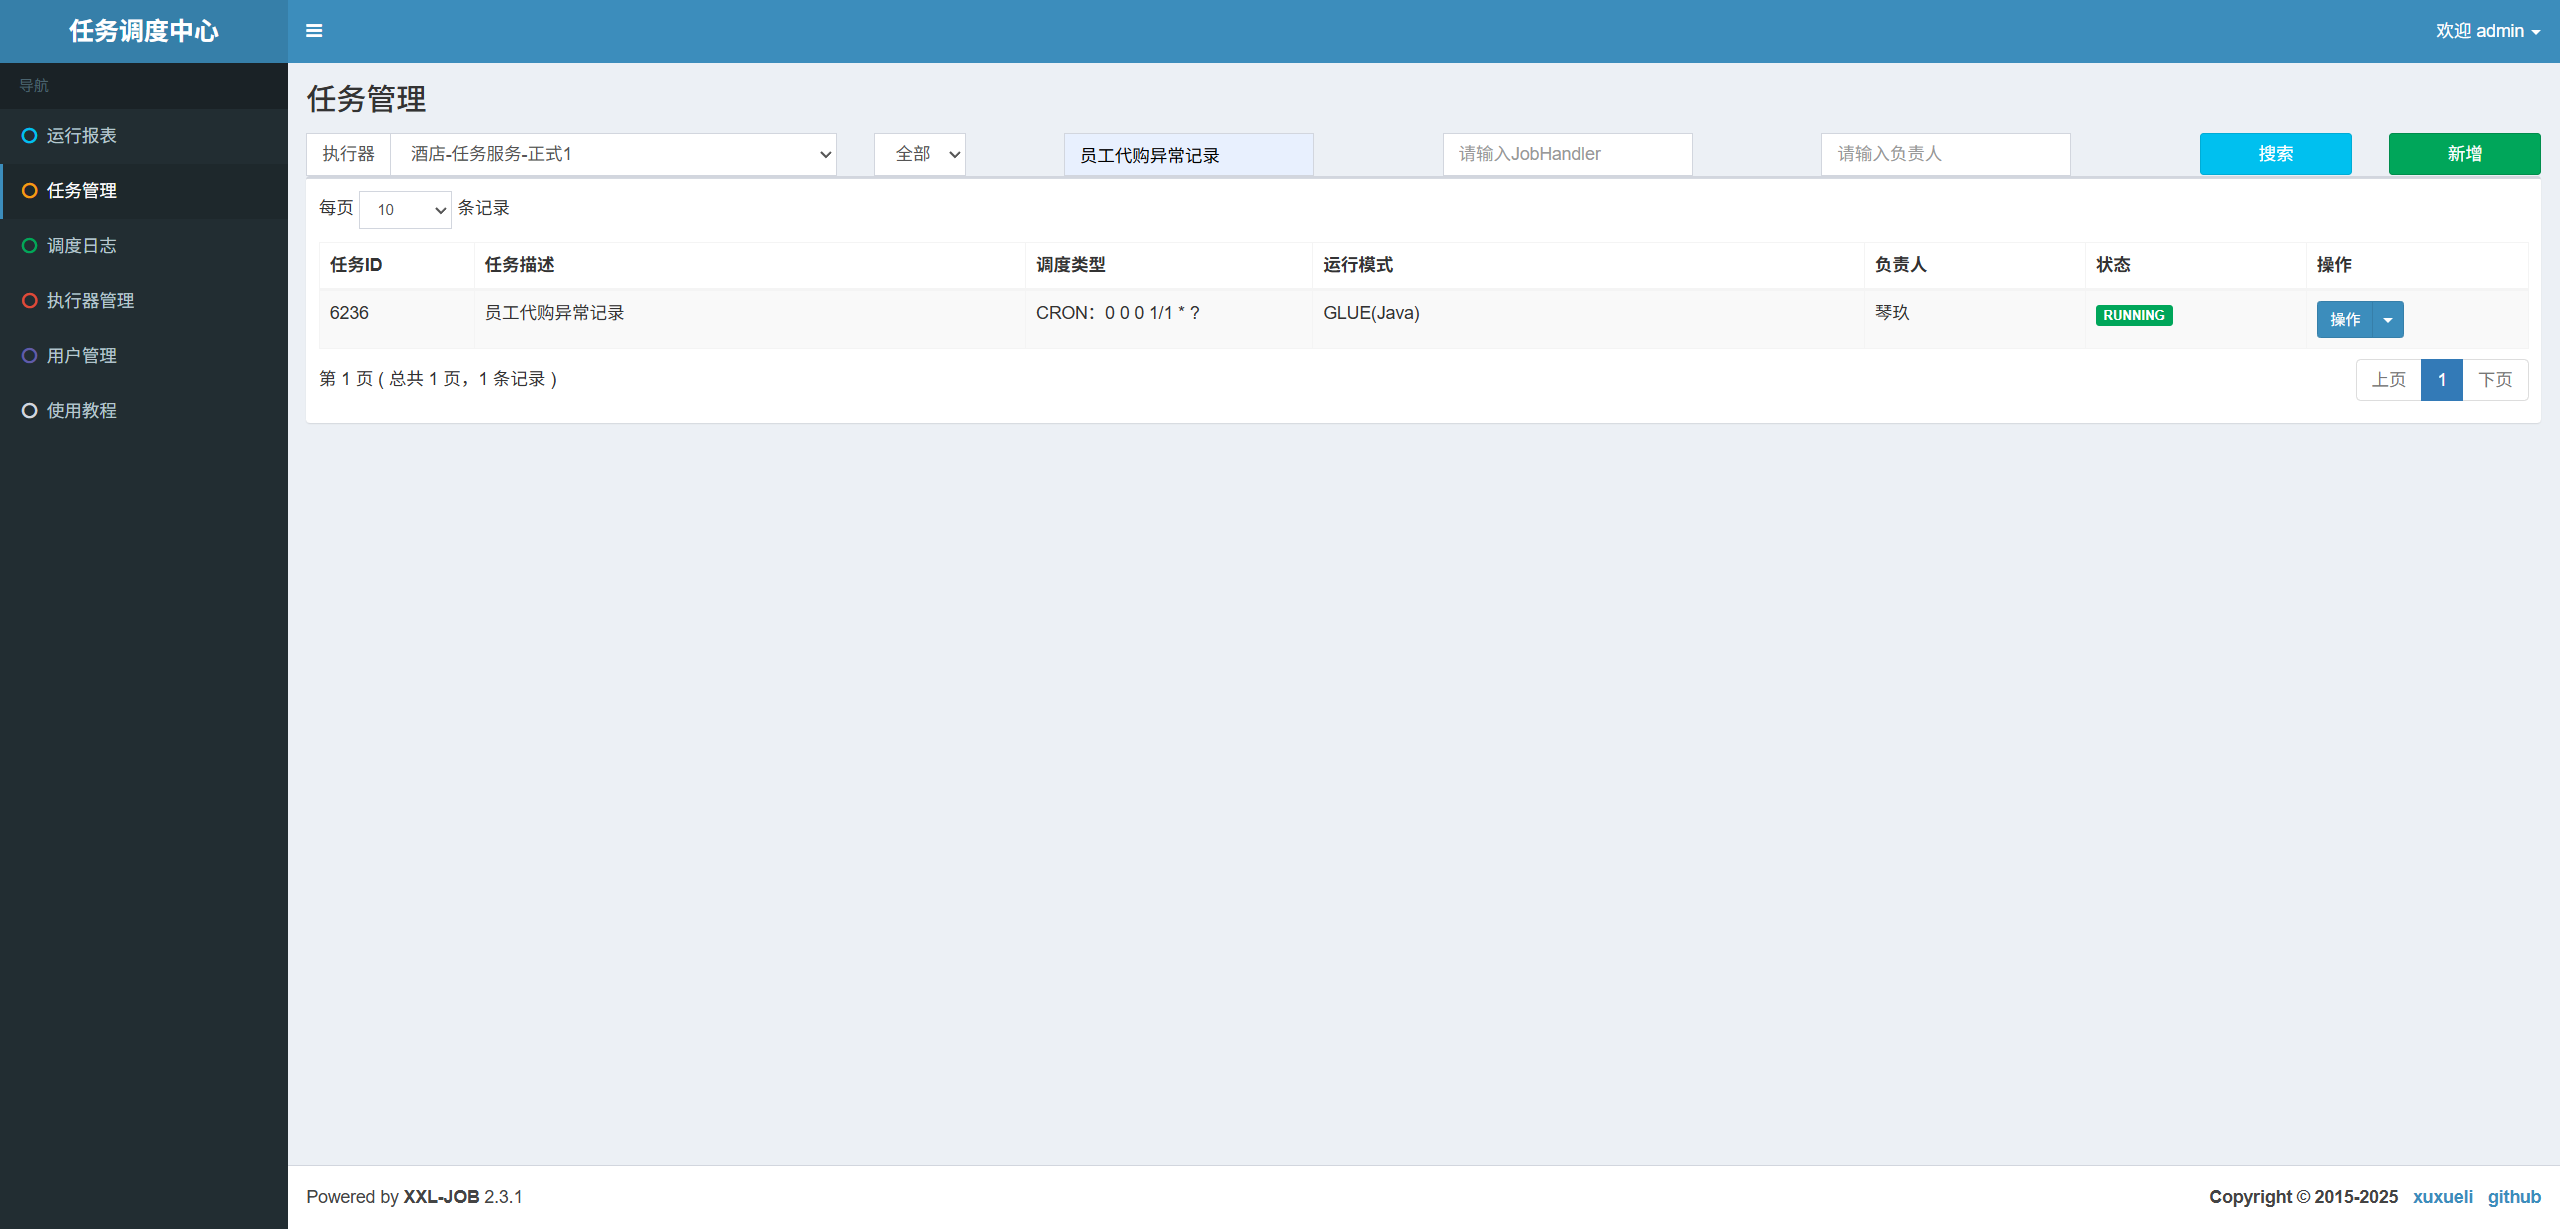 任务调度中心
欢迎 admin
导航
运行报表
任务管理
调度日志
执行器管理
用户管理
使用教程
任务管理
执行器 酒店-任务服务-正式1 全部 员工代购异常记录 请输入JobHandler 请输入负责人 搜索 新增
每页 10 条记录
任务ID 任务描述 调度类型 运行模式 负责人 状态 操作
6236 员工代购异常记录 CRON：0 0 0 1/1 * ? GLUE(Java) 琴玖 RUNNING 操作
第 1 页 ( 总共 1 页，1 条记录 ) 上页 1 下页
Powered by XXL-JOB 2.3.1 Copyright © 2015-2025 xuxueli github